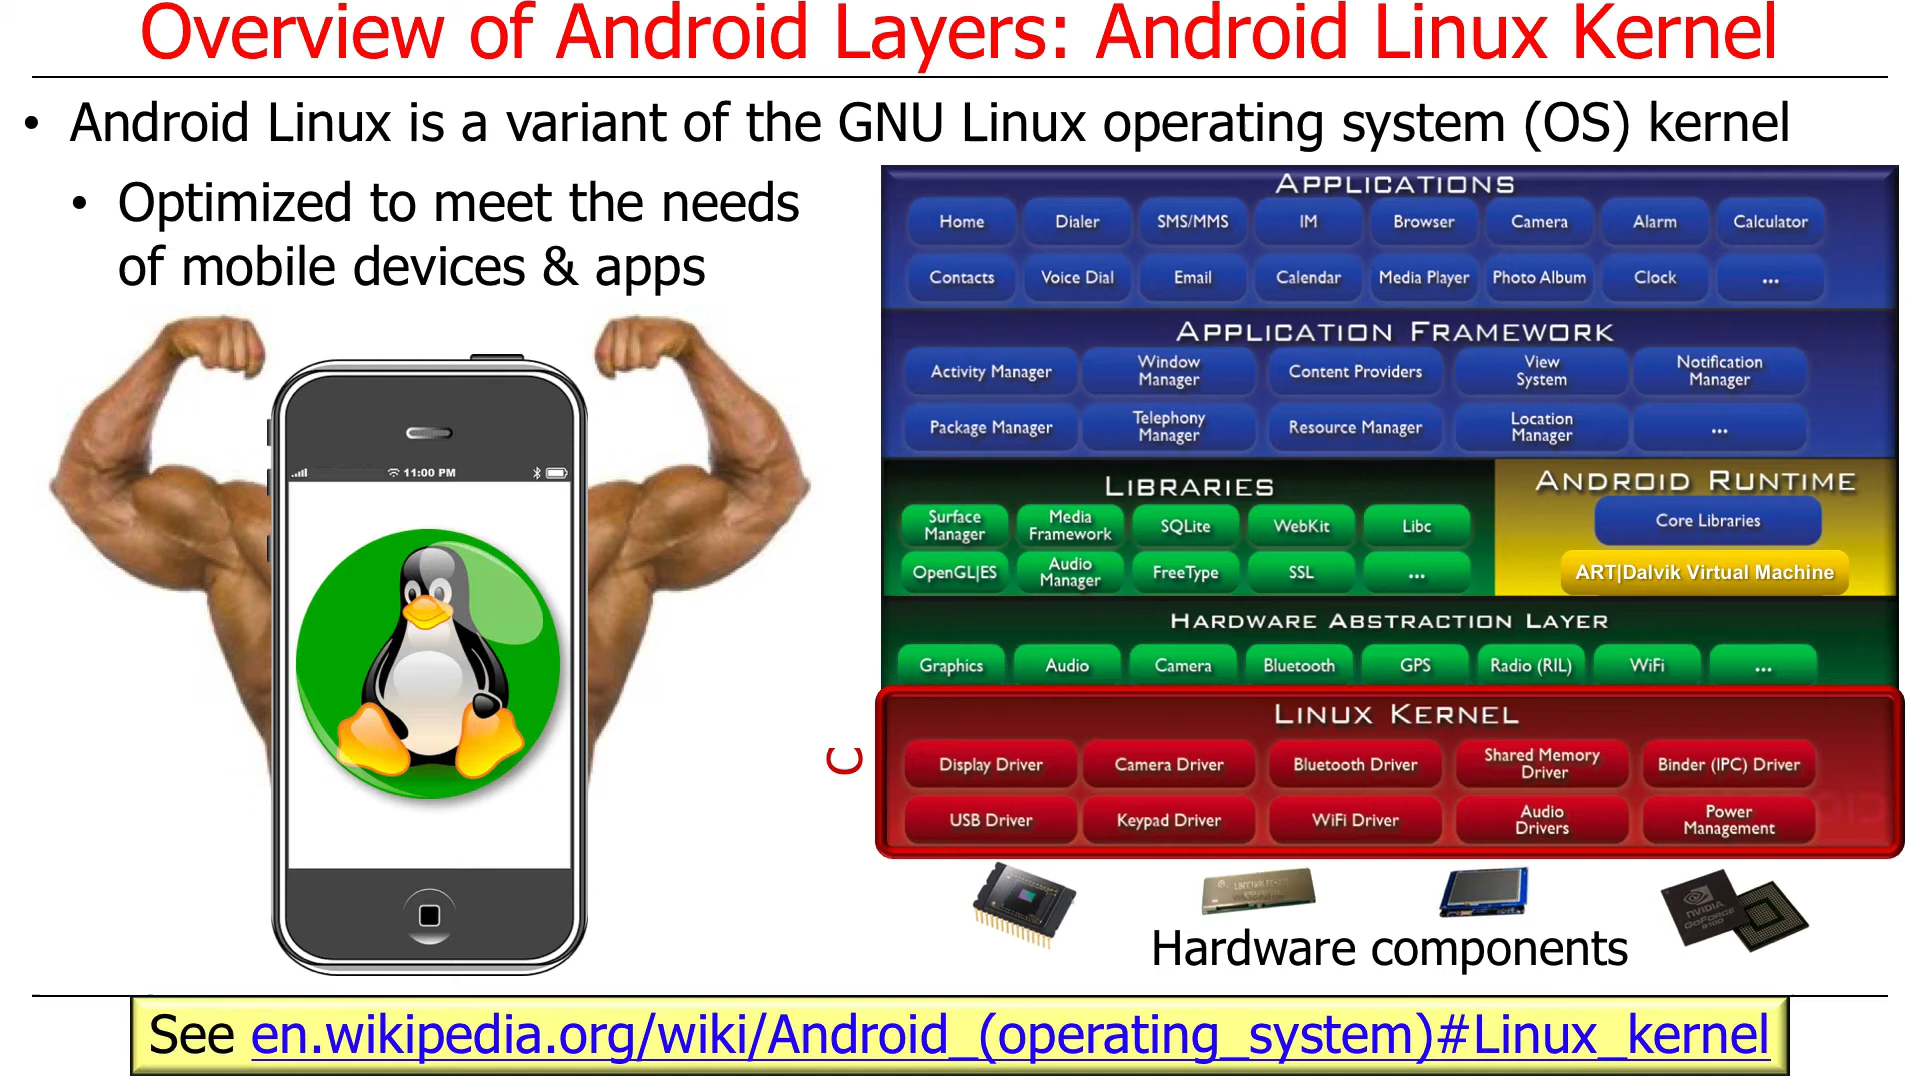 Overview of Android Layers: Android Linux Kernel
• Android Linux is a variant of the GNU Linux operating system (OS) kernel
• Optimized to meet the needs
of mobile devices & apps
11:00 PM
APPLICATIONS
Home Dialer SMS/MMS IM Browser Camera Alarm Calculator
Contacts Voice Dial Email Calendar Media Player Photo Album Clock ...
APPLICATION FRAMEWORK
Activity Manager Window Manager Content Providers View System Notification Manager
Package Manager Telephony Manager Resource Manager Location Manager ...
LIBRARIES
Surface Manager Media Framework SQLite WebKit Libc
OpenGL|ES Audio Manager FreeType SSL ...
ANDROID RUNTIME
Core Libraries
ART|Dalvik Virtual Machine
HARDWARE ABSTRACTION LAYER
Graphics Audio Camera Bluetooth GPS Radio (RIL) WiFi ...
C
LINUX KERNEL
Display Driver Camera Driver Bluetooth Driver Shared Memory Driver Binder (IPC) Driver
USB Driver Keypad Driver WiFi Driver Audio Drivers Power Management
NVIDIA
GEFORCE
Hardware components
See en.wikipedia.org/wiki/Android_(operating_system)#Linux_kernel